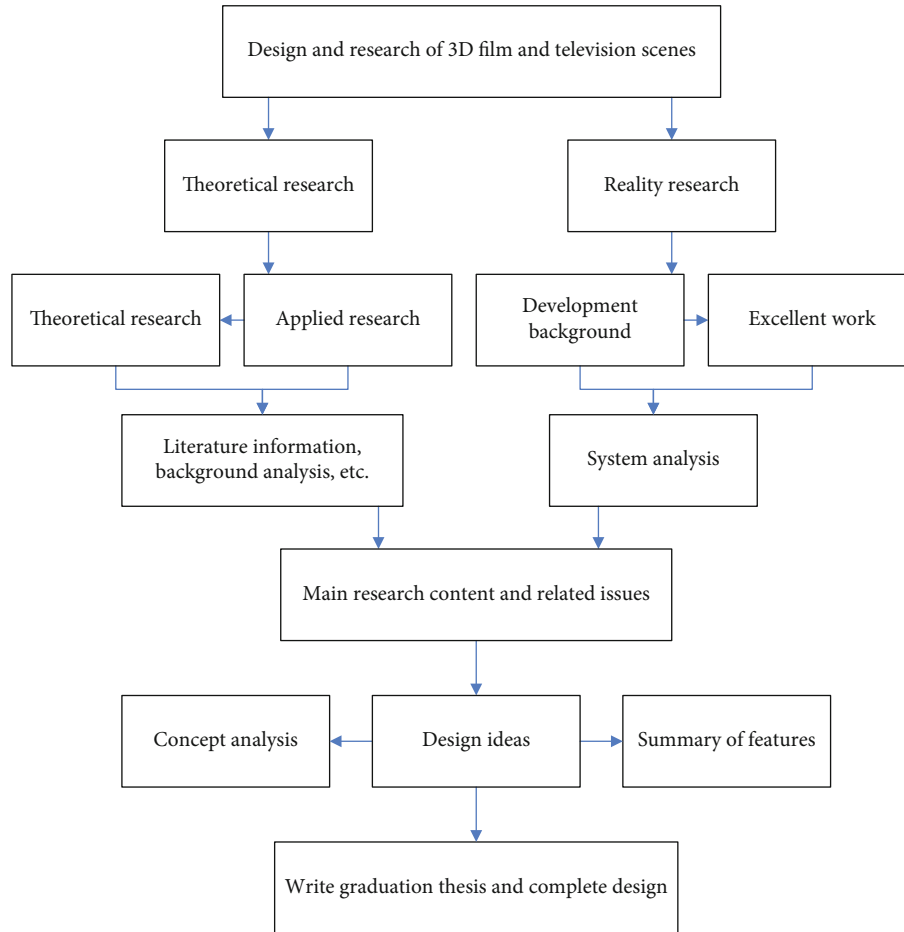 Design and research of 3D film and television scenes
Theoretical research
Reality research
Theoretical research
Applied research
Development
background
Excellent work
Literature information,
background analysis, etc.
System analysis
Main research content and related issues
Concept analysis
Design ideas
Summary of features
Write graduation thesis and complete design